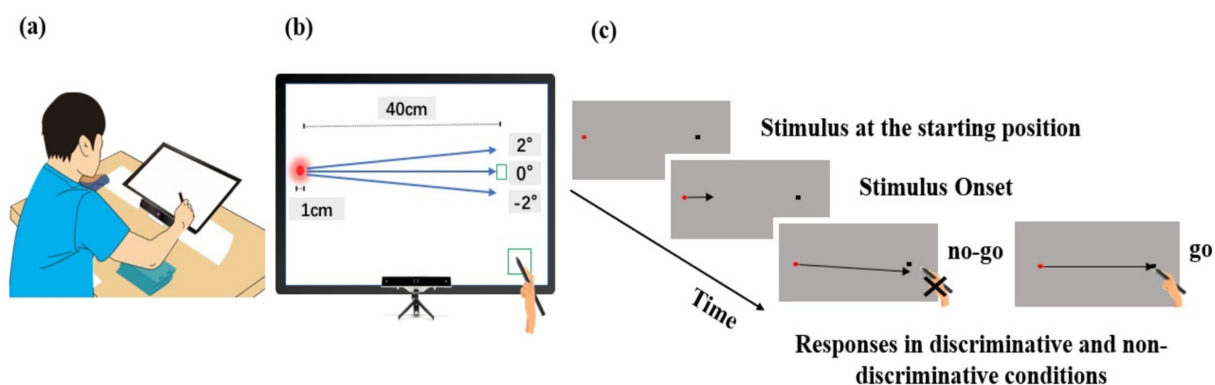 (a)
(b)
(c)
40cm
2°
0°
-2°
1cm
Stimulus at the starting position
Stimulus Onset
no-go
go
Time
Responses in discriminative and non-
discriminative conditions